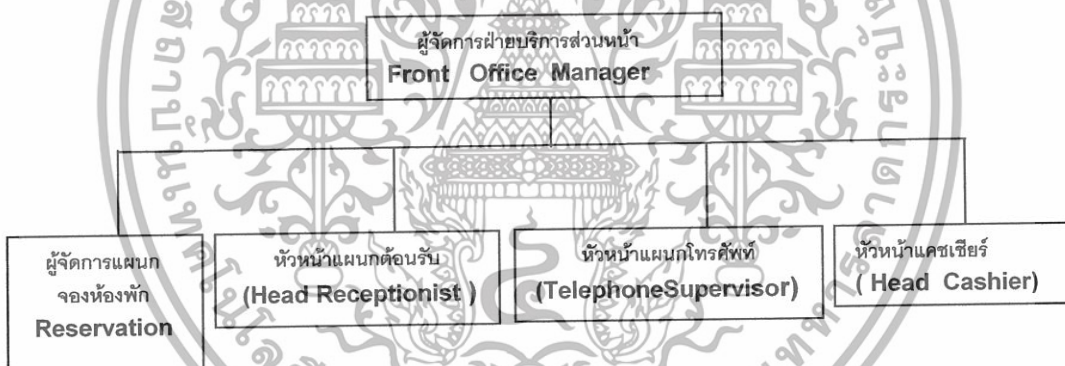 ผู้จัดการฝ่ายบริการส่วนหน้า
Front Office Manager
ผู้จัดการแผนก
จองห้องพัก
Reservation
หัวหน้าแผนกต้อนรับ
(Head Receptionist )
หัวหน้าแผนกโทรศัพท์
(TelephoneSupervisor)
หัวหน้าแคชเชียร์
( Head Cashier)